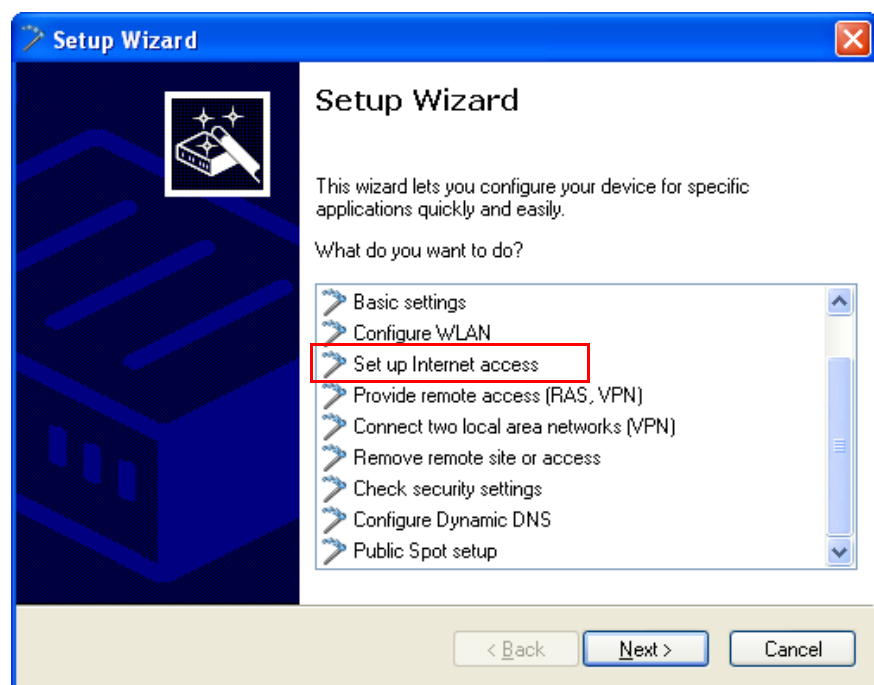 Setup Wizard
Setup Wizard
This wizard lets you configure your device for specific
applications quickly and easily.
What do you want to do?
Basic settings
Configure WLAN
Set up Internet access
Provide remote access (RAS, VPN)
Connect two local area networks (VPN)
Remove remote site or access
Check security settings
Configure Dynamic DNS
Public Spot setup
< Back Next > Cancel